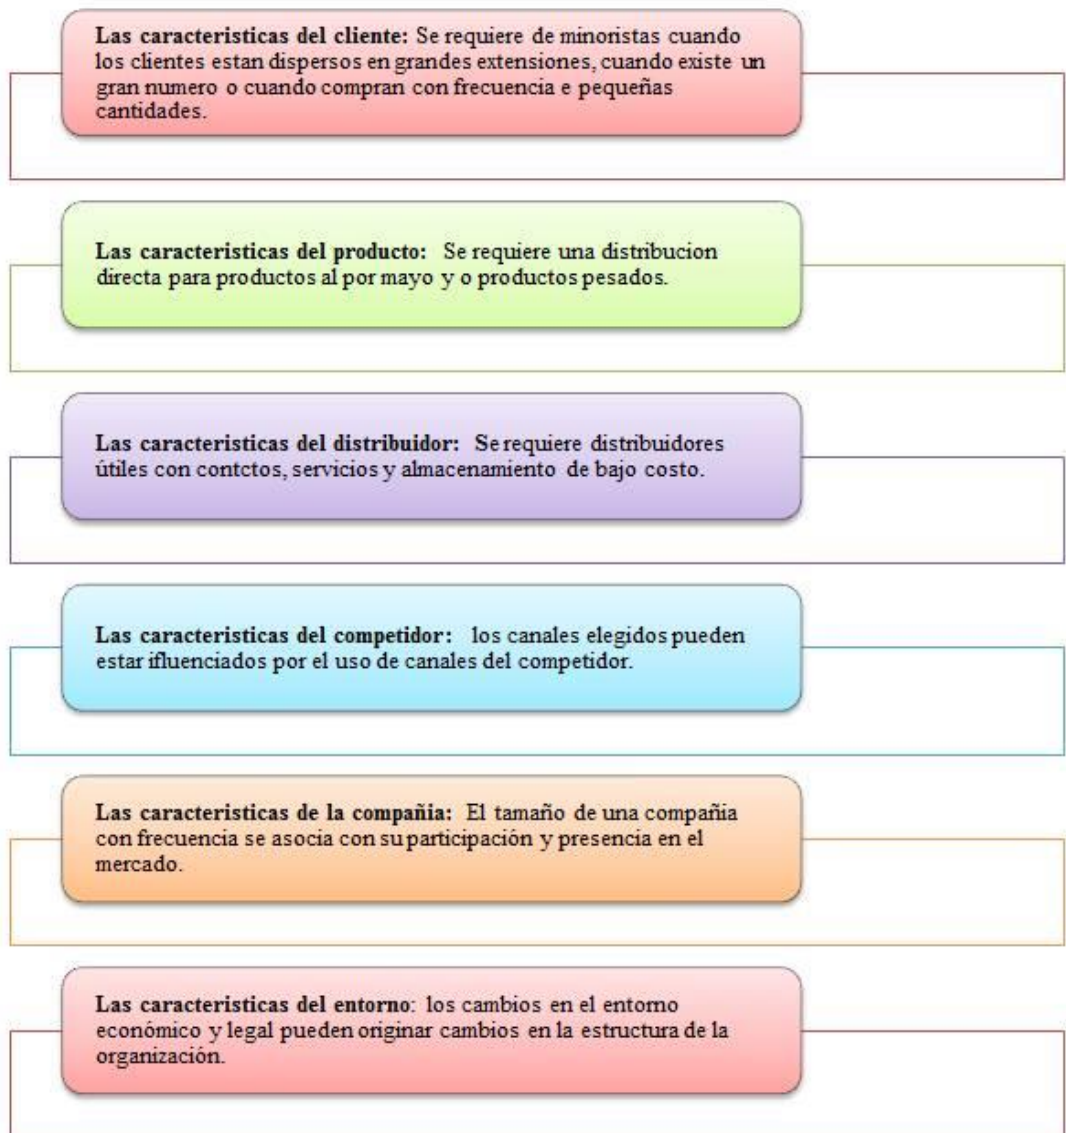 Las caracteristicas del cliente: Se requiere de minoristas cuando
los clientes estan dispersos en grandes extensiones, cuando existe un
gran numero o cuando compran con frecuencia e pequeñas
cantidades.
Las caracteristicas del producto: Se requiere una distribucion
directa para productos al por mayo y o productos pesados.
Las caracteristicas del distribuidor: Se requiere distribuidores
útiles con contctos, servicios y almacenamiento de bajo costo.
Las caracteristicas del competidor: los canales elegidos pueden
estar ifluenciados por el uso de canales del competidor.
Las caracteristicas de la compañia: El tamaño de una compañia
con frecuencia se asocia con su participación y presencia en el
mercado.
Las caracteristicas del entorno: los cambios en el entorno
económico y legal pueden originar cambios en la estructura de la
organización.